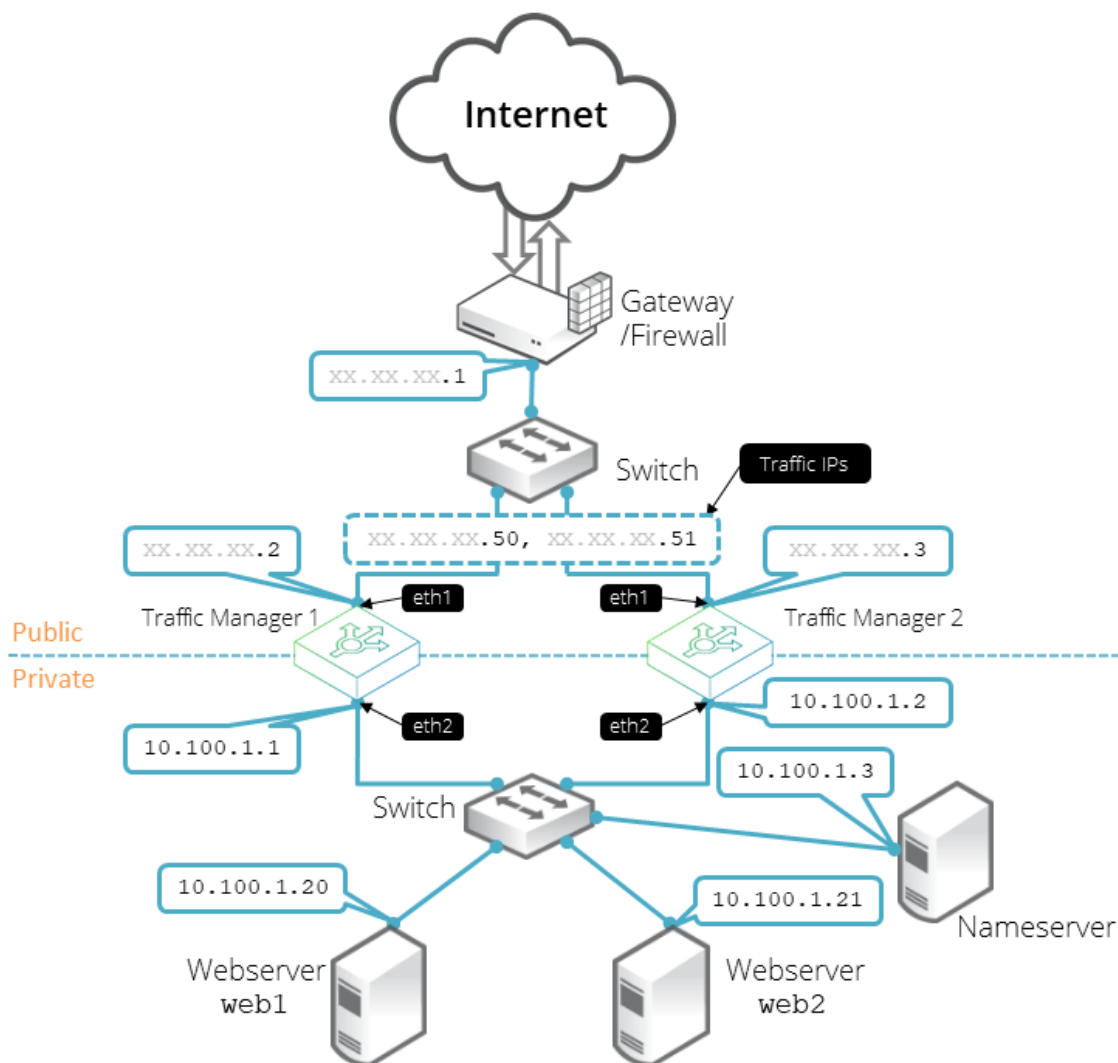 Internet
Gateway
/Firewall
xx.xx.xx.1
Switch
Traffic IPs
xx.xx.xx.50, xx.xx.xx.51
xx.xx.xx.2
xx.xx.xx.3
eth1
eth1
Traffic Manager 1
Traffic Manager 2
Public
Private
10.100.1.2
eth2
eth2
10.100.1.1
10.100.1.3
Switch
10.100.1.20
10.100.1.21
Nameserver
Webserver
web1
Webserver
web2